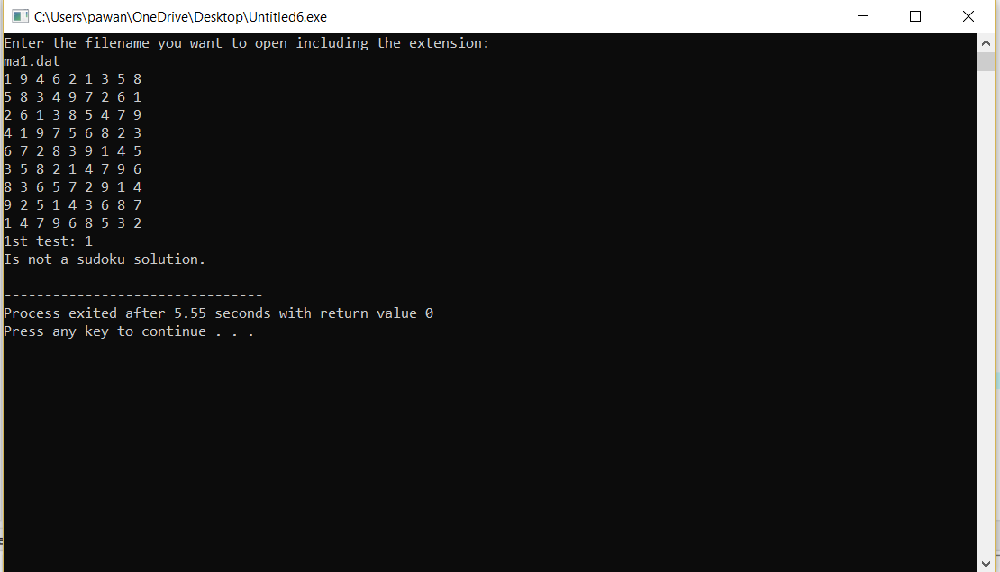 C:\Users\pawan\OneDrive\Desktop\Untitled6.exe
Enter the filename you want to open including the extension:
ma1.dat
1 9 4 6 2 1 3 5 8
5 8 3 4 9 7 2 6 1
2 6 1 3 8 5 4 7 9
4 1 9 7 5 6 8 2 3
6 7 2 8 3 9 1 4 5
3 5 8 2 1 4 7 9 6
8 3 6 5 7 2 9 1 4
9 2 5 1 4 3 6 8 7
1 4 7 9 6 8 5 3 2
1st test: 1
Is not a sudoku solution.
--------------------------------
Process exited after 5.55 seconds with return value 0
Press any key to continue . . .